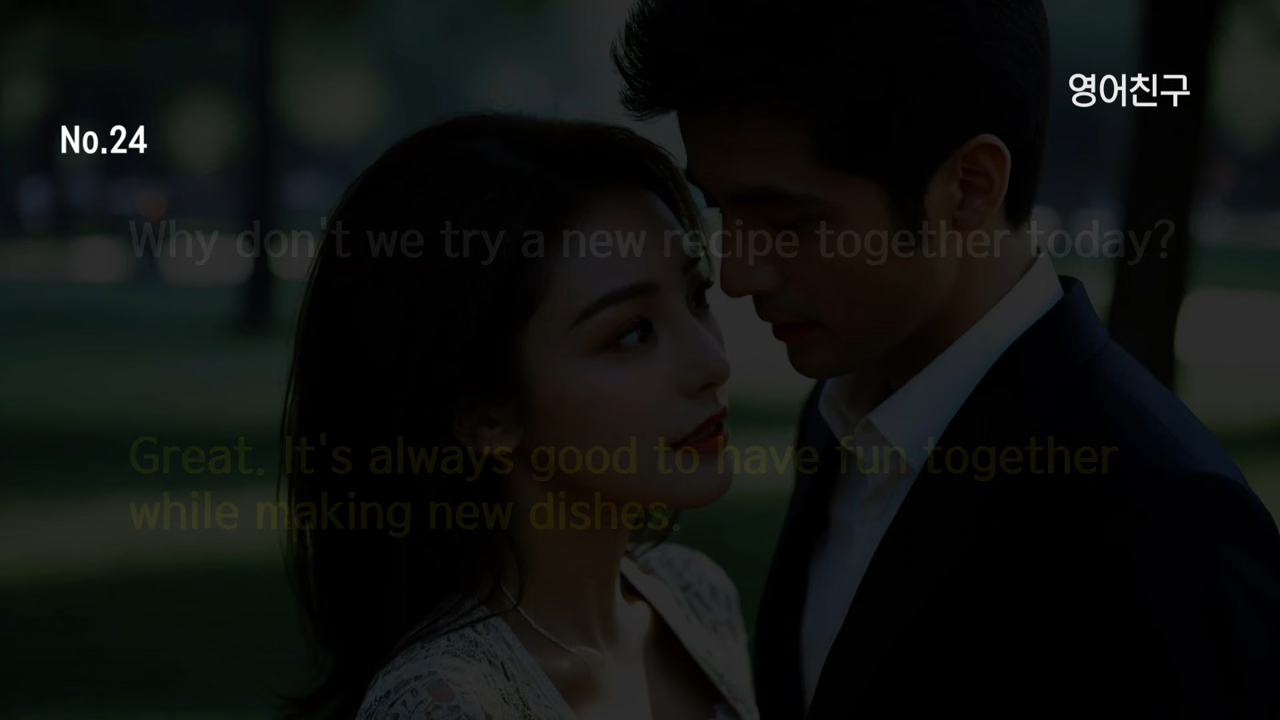 영어친구
No.24
Why don't we try a new recipe together today?
Great. It's always good to have fun together
while making new dishes.